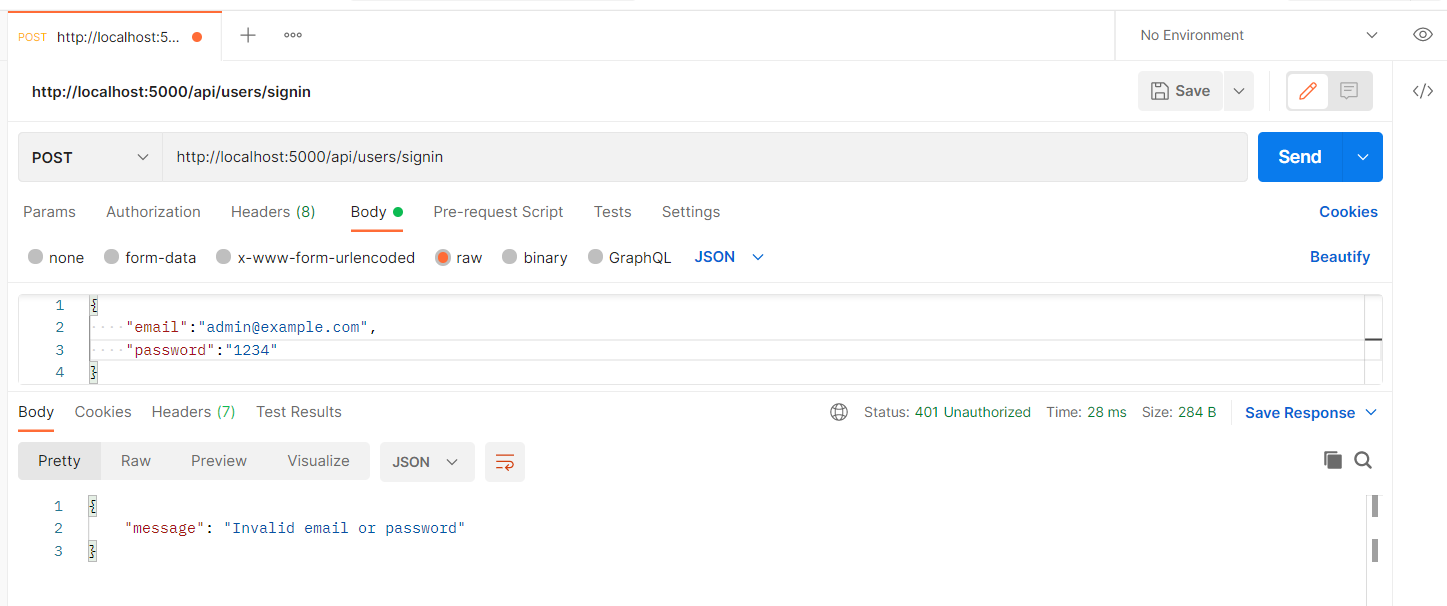 POST http://localhost:5... No Environment
http://localhost:5000/api/users/signin Save
POST http://localhost:5000/api/users/signin Send
Params Authorization Headers (8) Body Pre-request Script Tests Settings Cookies
none form-data x-www-form-urlencoded raw binary GraphQL JSON Beautify
1 {
2 "email":"admin@example.com",
3 "password":"1234"
4 }
Body Cookies Headers (7) Test Results Status: 401 Unauthorized Time: 28 ms Size: 284 B Save Response
Pretty Raw Preview Visualize JSON
1 {
2 "message": "Invalid email or password"
3 }